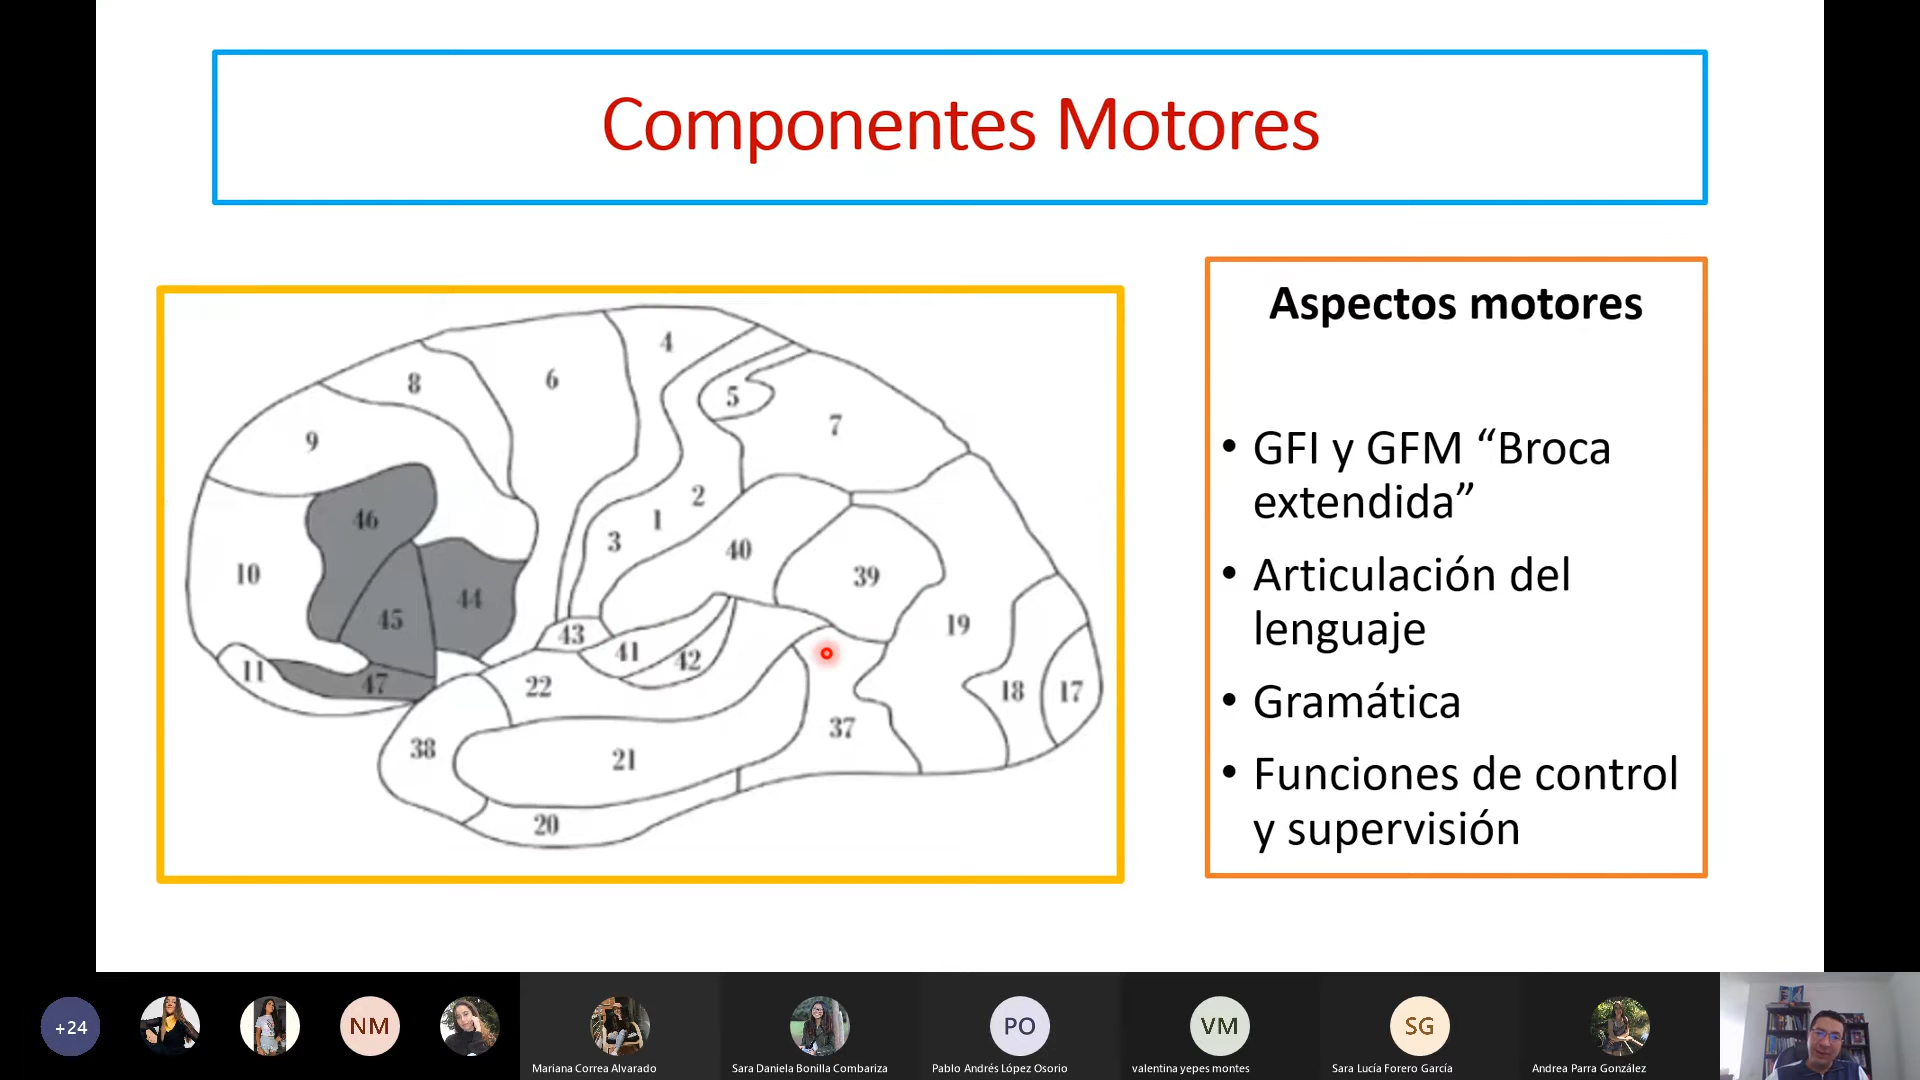 Componentes Motores
4
8
6
5
9
7
2
46
1
3
40
10
39
44
45
19
43
41
42
11
47
22
18
17
37
38
21
20
Aspectos motores
• GFI y GFM “Broca
extendida”
• Articulación del
lenguaje
• Gramática
• Funciones de control
y supervisión
+24
NM
PO
VM
SG
Mariana Correa Alvarado
Sara Daniela Bonilla Combariza
Pablo Andrés López Osorio
valentina yepes montes
Sara Lucía Forero García
Andrea Parra González